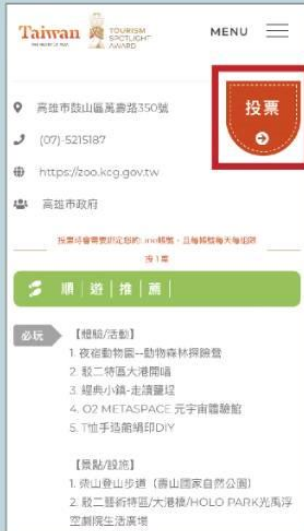 Taiwan
TOURISM
SPOTLIGHT
AWARD
MENU
投票
高雄市鼓山區萬壽路350號
(07)-5215187
https://zoo.kcg.gov.tw
高雄市政府
投1票
順|遊|推|薦|
必玩
【體驗/活動】
1. 夜宿動物園--動物森林探險營
2. 駁二特區大港開唱
3. 經典小鎮-走讀鹽埕
4. O2 METASPACE 元宇宙體驗館
5. T恤手造館絹印DIY
【景點/設施】
1. 柴山登山步道（壽山國家自然公園）
2. 駁二藝術特區/大港橋/HOLO PARK光風浮
空劇院生活廣場